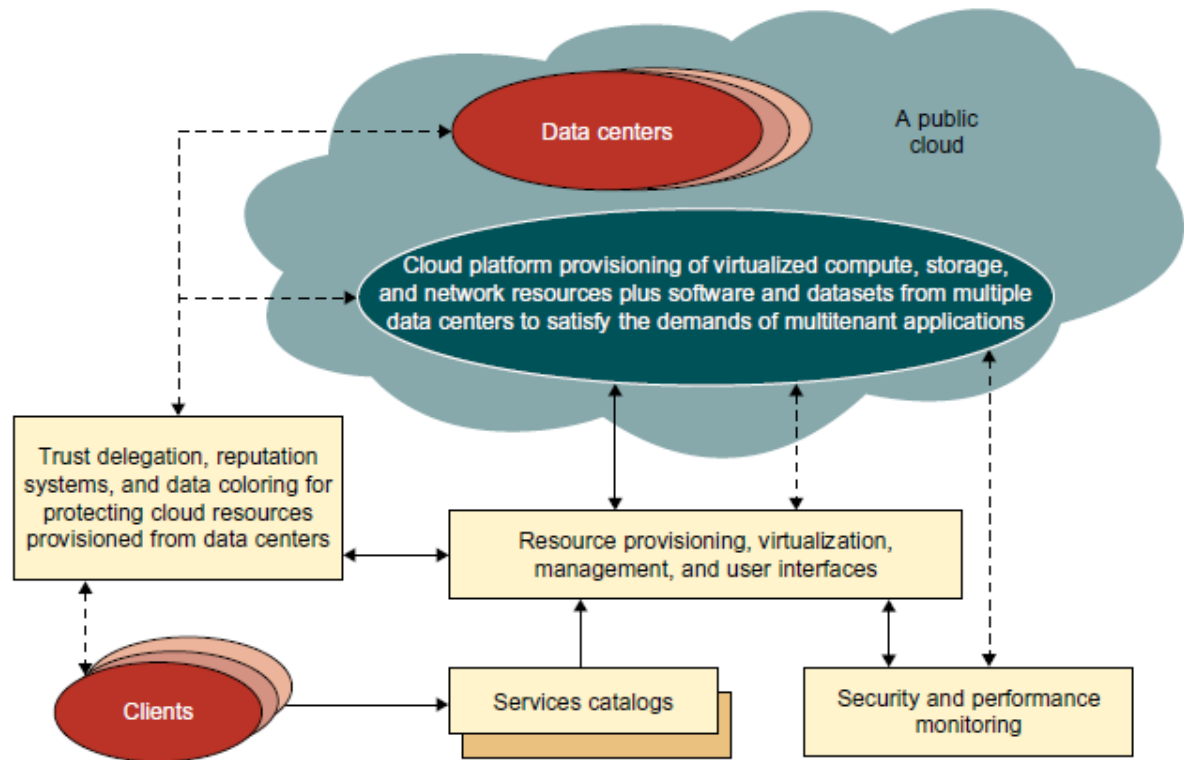 Data centers
A public
cloud
Cloud platform provisioning of virtualized compute, storage,
and network resources plus software and datasets from multiple
data centers to satisfy the demands of multitenant applications
Trust delegation, reputation
systems, and data coloring for
protecting cloud resources
provisioned from data centers
Resource provisioning, virtualization,
management, and user interfaces
Clients
Services catalogs
Security and performance
monitoring